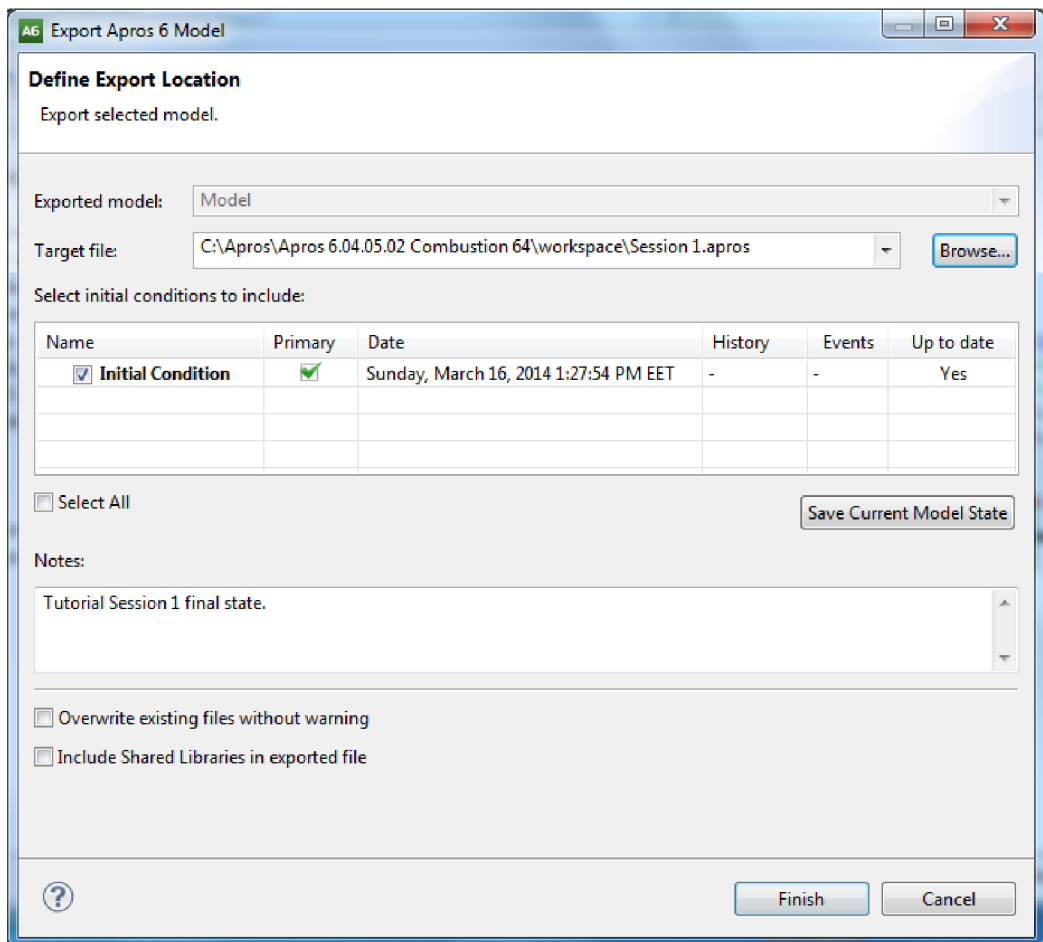 A6 Export Apros 6 Model
Define Export Location
Export selected model.
Exported model: Model
Target file: C:\Apros\Apros 6.04.05.02 Combustion 64\workspace\Session 1.apros Browse...
Select initial conditions to include:
Name Primary Date History Events Up to date
Initial Condition Sunday, March 16, 2014 1:27:54 PM EET - - Yes
Select All
Save Current Model State
Notes:
Tutorial Session 1 final state.
Overwrite existing files without warning
Include Shared Libraries in exported file
? Finish Cancel